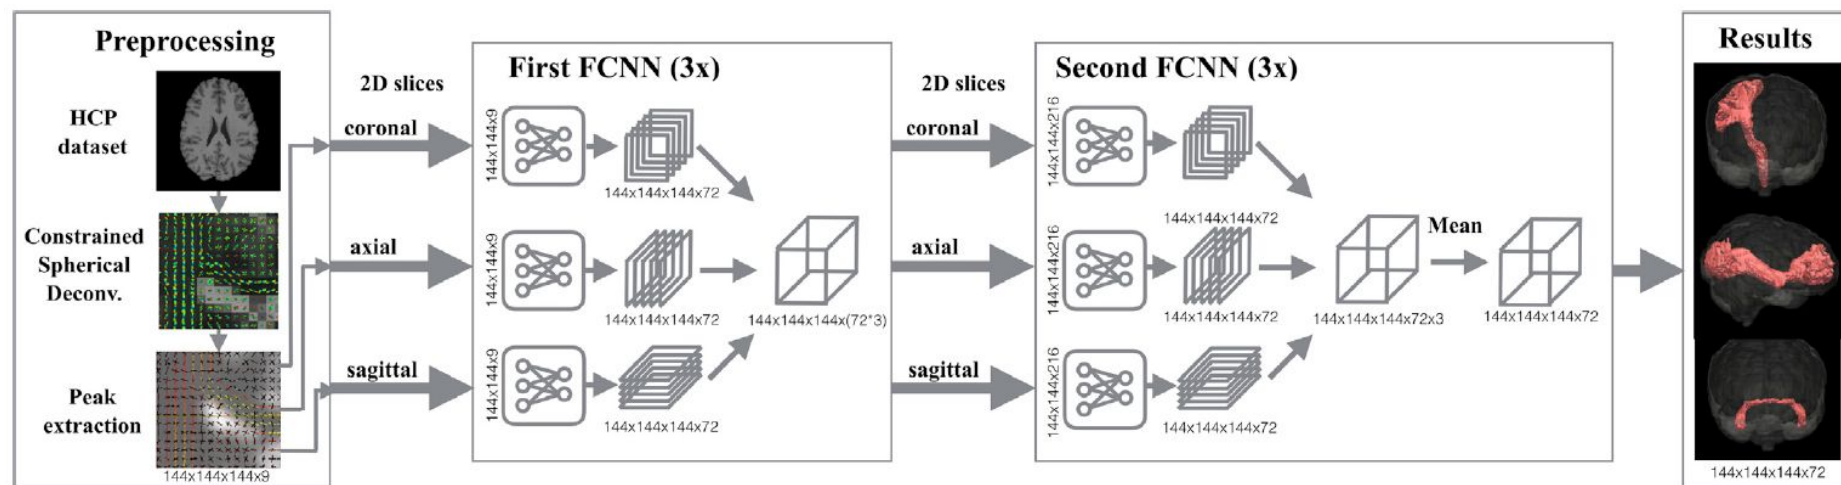 Preprocessing
HCP
dataset
Constrained
Spherical
Deconv.
Peak
extraction
144x144x144x9
2D slices
coronal
axial
sagittal
First FCNN (3x)
144x144x9
144x144x144x72
144x144x9
144x144x144x72
144x144x9
144x144x144x72
144x144x144x(72*3)
2D slices
coronal
axial
sagittal
Second FCNN (3x)
144x144x216
144x144x144x72
144x144x216
144x144x144x72
144x144x216
144x144x144x72
144x144x144x72x3
Mean
144x144x144x72
Results
144x144x144x72